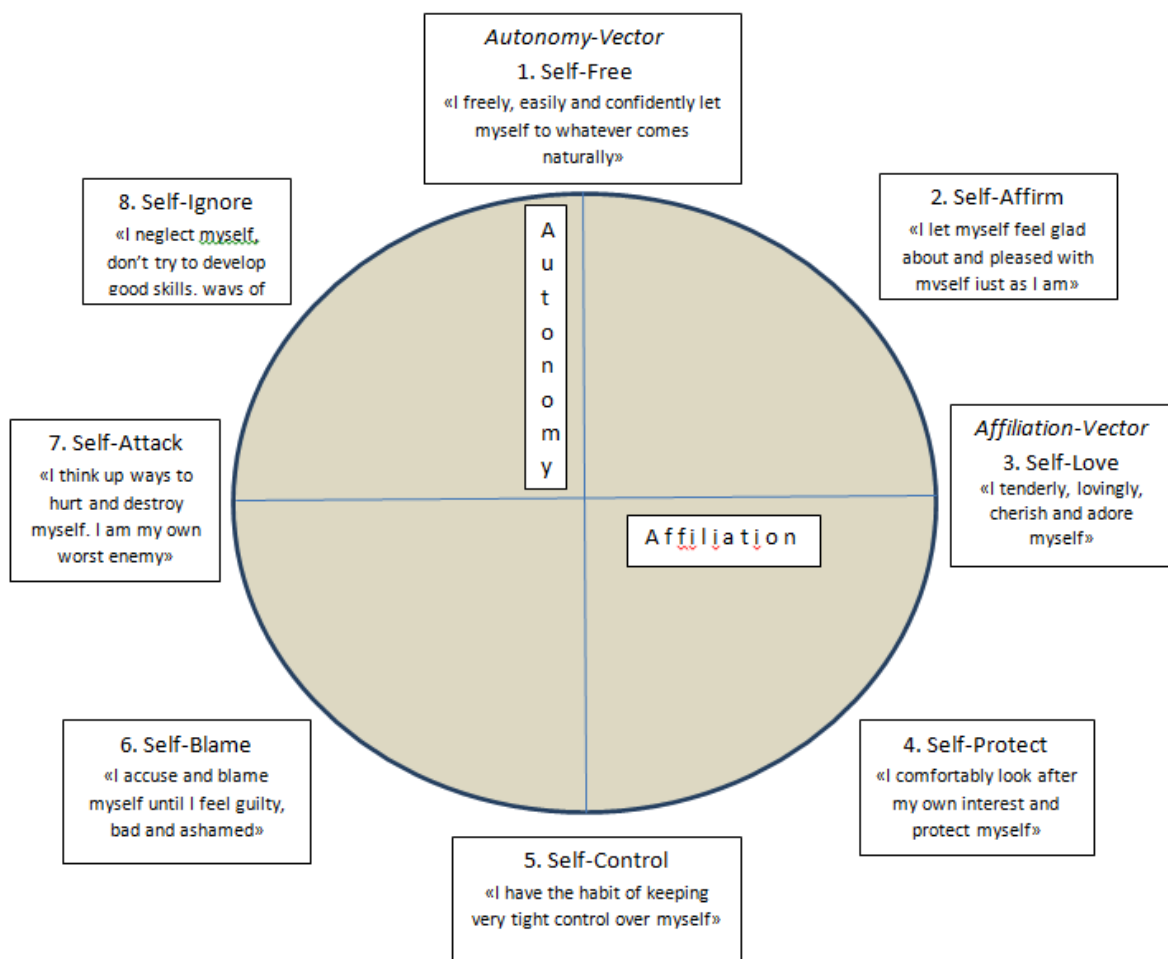 Autonomy-Vector
1. Self-Free
«I freely, easily and confidently let
myself to whatever comes
naturally»
8. Self-Ignore
«I neglect myself,
don’t try to develop
good skills, ways of
2. Self-Affirm
«I let myself feel glad
about and pleased with
myself just as I am»
Autonomy
7. Self-Attack
«I think up ways to
hurt and destroy
myself. I am my own
worst enemy»
Affiliation-Vector
3. Self-Love
«I tenderly, lovingly,
cherish and adore
myself»
Affiliation
6. Self-Blame
«I accuse and blame
myself until I feel guilty,
bad and ashamed»
4. Self-Protect
«I comfortably look after
my own interest and
protect myself»
5. Self-Control
«I have the habit of keeping
very tight control over myself»